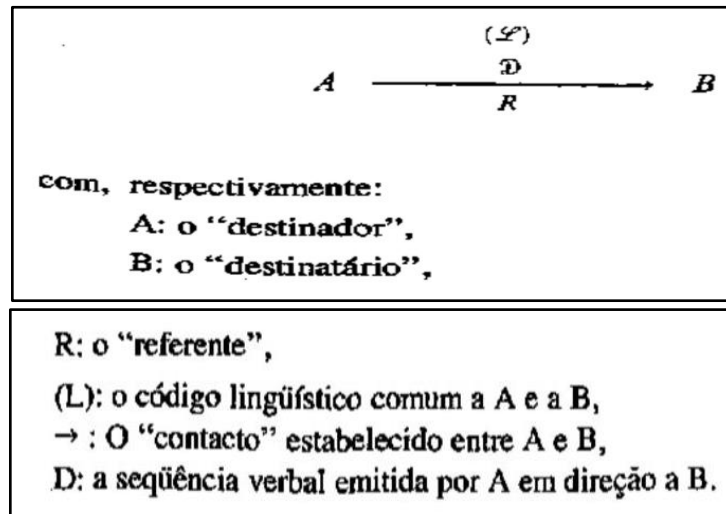 (ℒ)
𝔇
A → B
R
com, respectivamente:
A: o “destinador”,
B: o “destinatário”,
R: o “referente”,
(L): o código lingüístico comum a A e a B,
→ : O “contacto” estabelecido entre A e B,
D: a seqüência verbal emitida por A em direção a B.